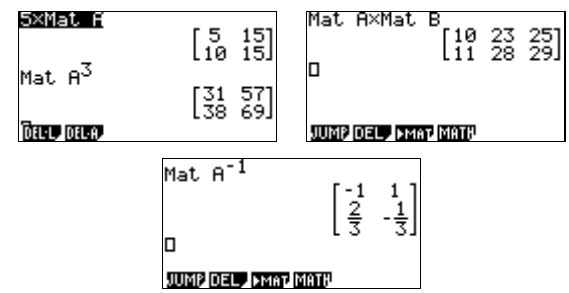 5×Mat A
[5 15]
[10 15]
Mat A³
[31 57]
[38 69]
DEL·L DEL·A
Mat A×Mat B
[10 23 25]
[11 28 29]
JUMP DEL ▶MAT MATH
Mat A⁻¹
[-1 1]
[2/3 -1/3]
JUMP DEL ▶MAT MATH